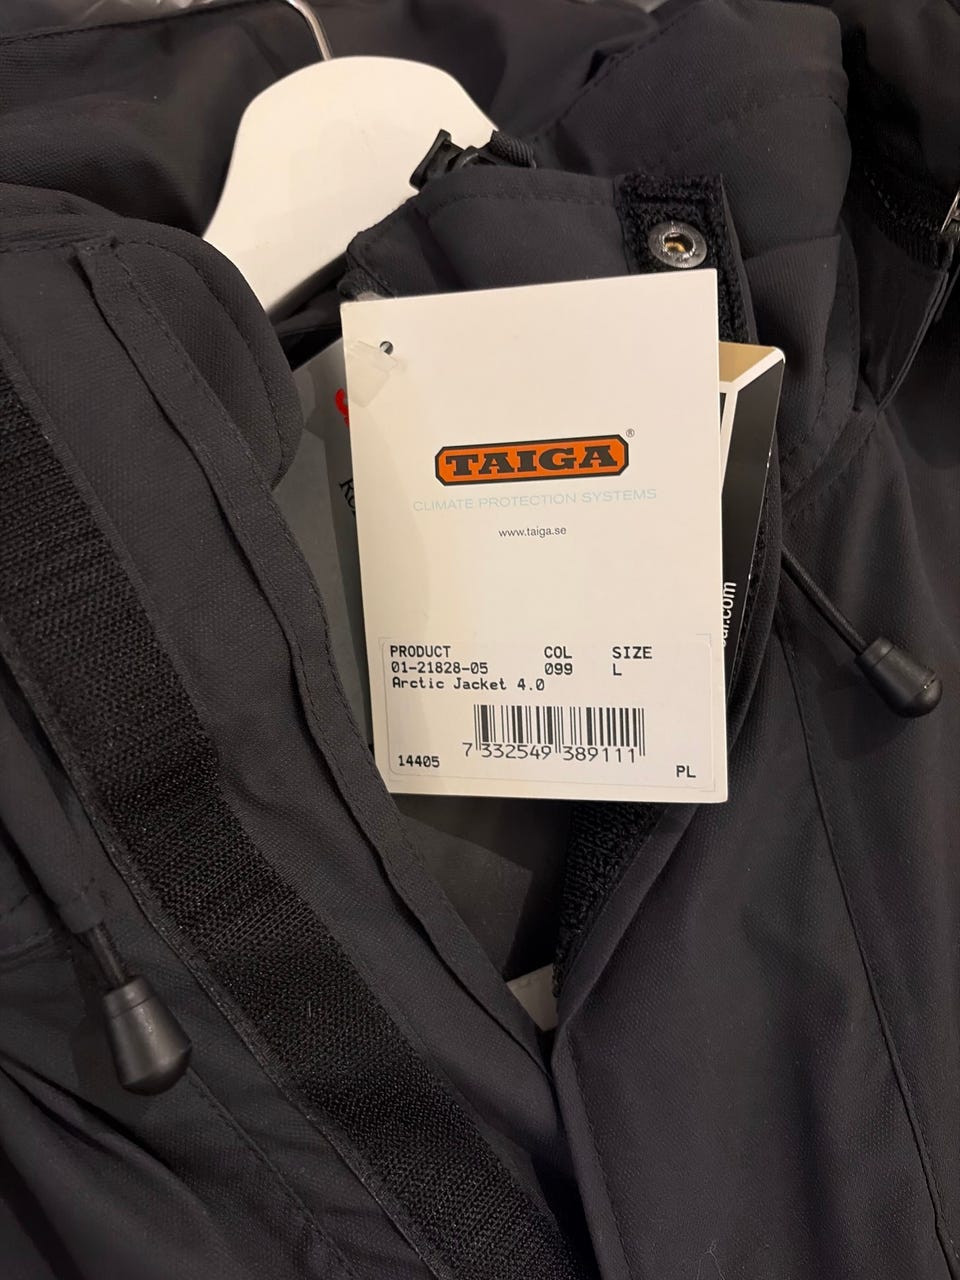 TAIGA®
CLIMATE PROTECTION SYSTEMS
www.taiga.se
PRODUCT COL SIZE
01-21828-05 099 L
Arctic Jacket 4.0
7 332549 389111
14405
PL
.com